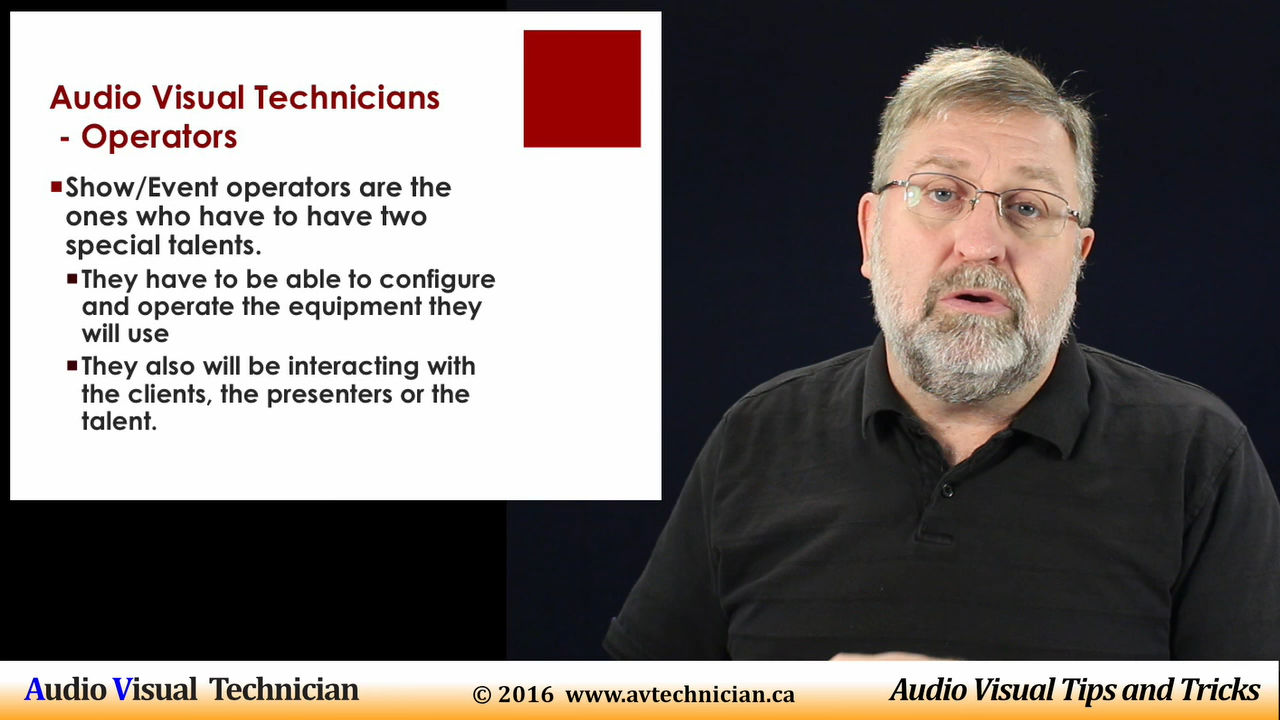 Audio Visual Technicians
- Operators
Show/Event operators are the
ones who have to have two
special talents.
They have to be able to configure
and operate the equipment they
will use
They also will be interacting with
the clients, the presenters or the
talent.
Audio Visual Technician
© 2016 www.avtechnician.ca
Audio Visual Tips and Tricks